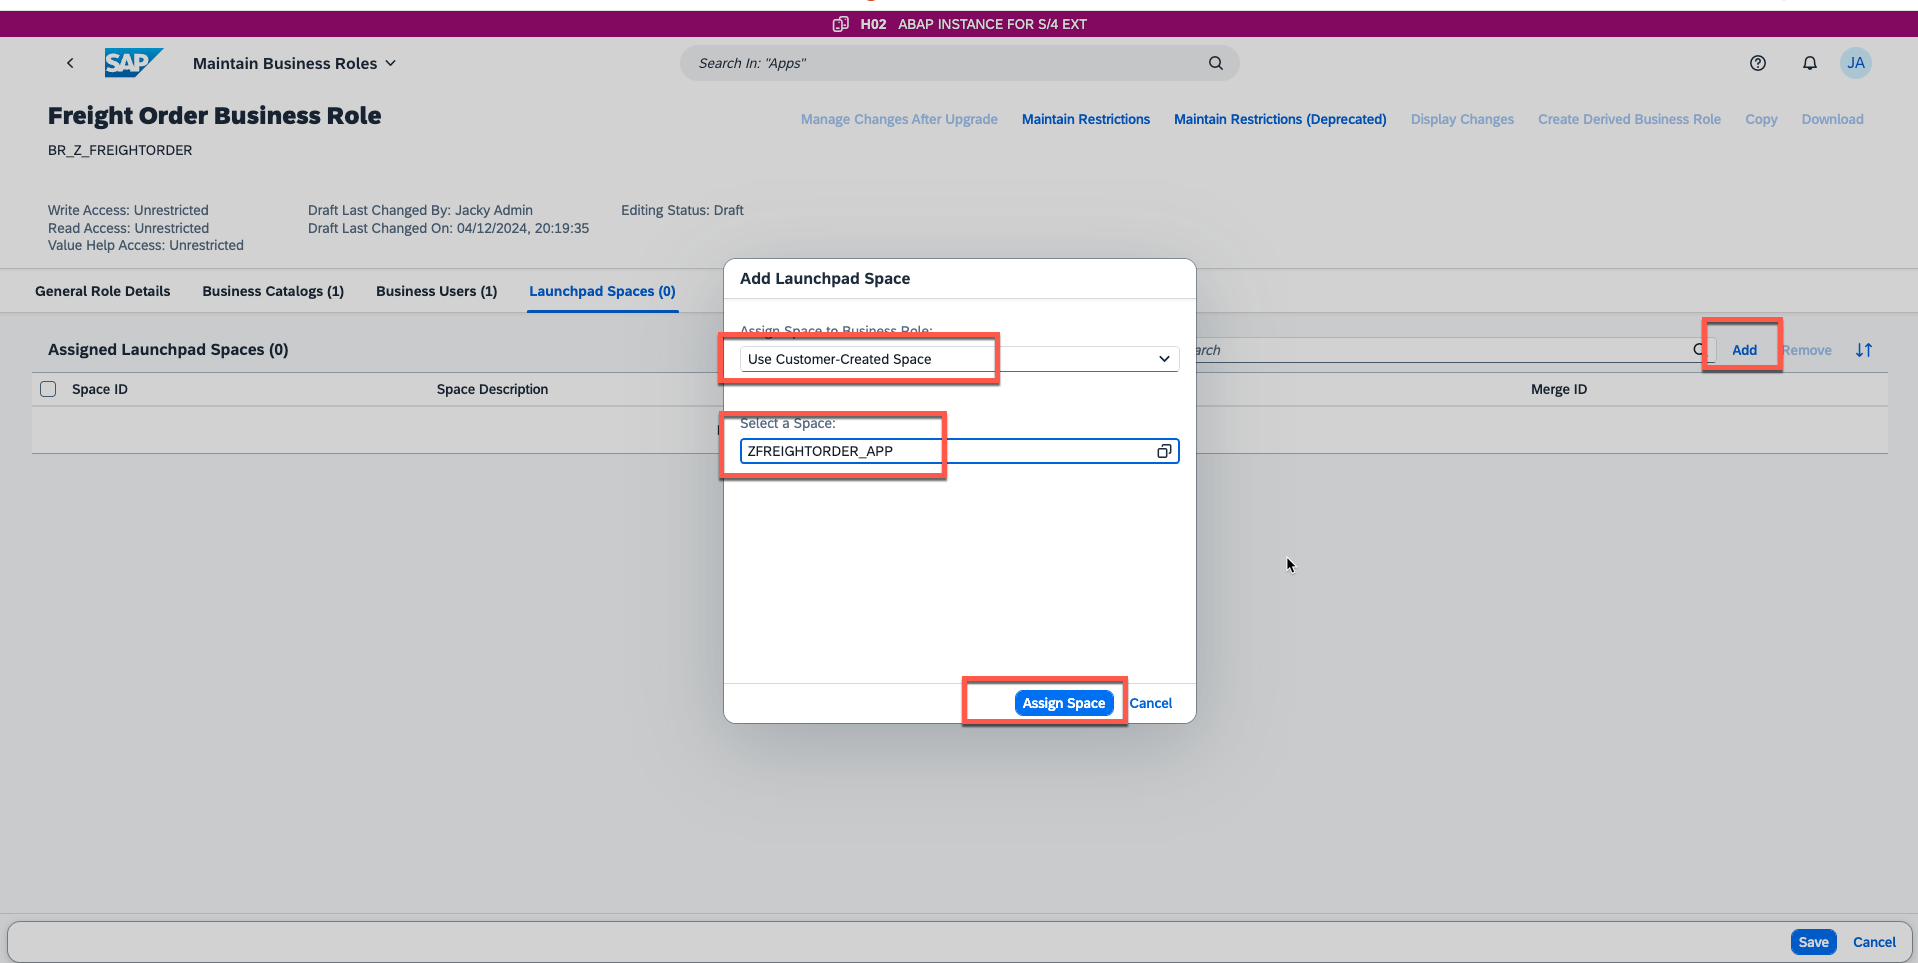 H02 ABAP INSTANCE FOR S/4 EXT
SAP Maintain Business Roles
Search In: "Apps"
JA
Freight Order Business Role
Manage Changes After Upgrade Maintain Restrictions Maintain Restrictions (Deprecated) Display Changes Create Derived Business Role Copy Download
BR_Z_FREIGHTORDER
Write Access: Unrestricted
Read Access: Unrestricted
Value Help Access: Unrestricted
Draft Last Changed By: Jacky Admin
Draft Last Changed On: 04/12/2024, 20:19:35
Editing Status: Draft
General Role Details Business Catalogs (1) Business Users (1) Launchpad Spaces (0)
Assigned Launchpad Spaces (0)
Add Remove
Space ID Space Description Merge ID
Add Launchpad Space
Assign Space to Business Role:
Use Customer-Created Space
Select a Space:
ZFREIGHTORDER_APP
Assign Space Cancel
Save Cancel